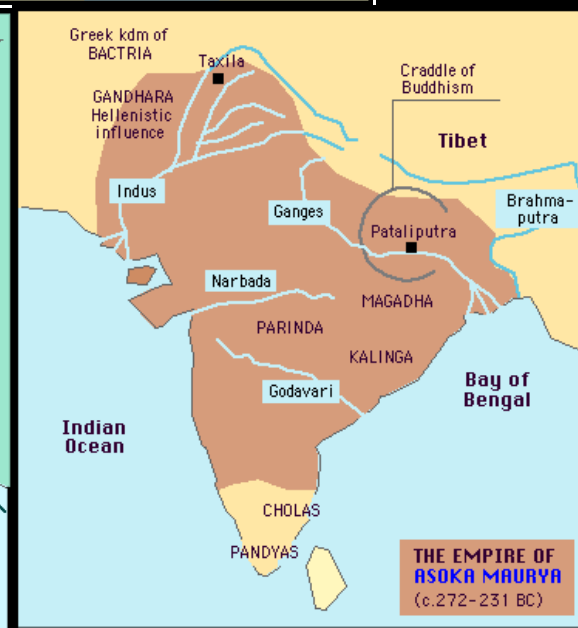 Greek kdm of
BACTRIA
Taxila
Craddle of
Buddhism
GANDHARA
Hellenistic
influence
Tibet
Indus
Ganges
Brahma-
putra
Pataliputra
Narbada
MAGADHA
PARINDA
KALINGA
Godavari
Bay of
Bengal
Indian
Ocean
CHOLAS
PANDYAS
THE EMPIRE OF
ASOKA MAURYA
(c.272-231 BC)